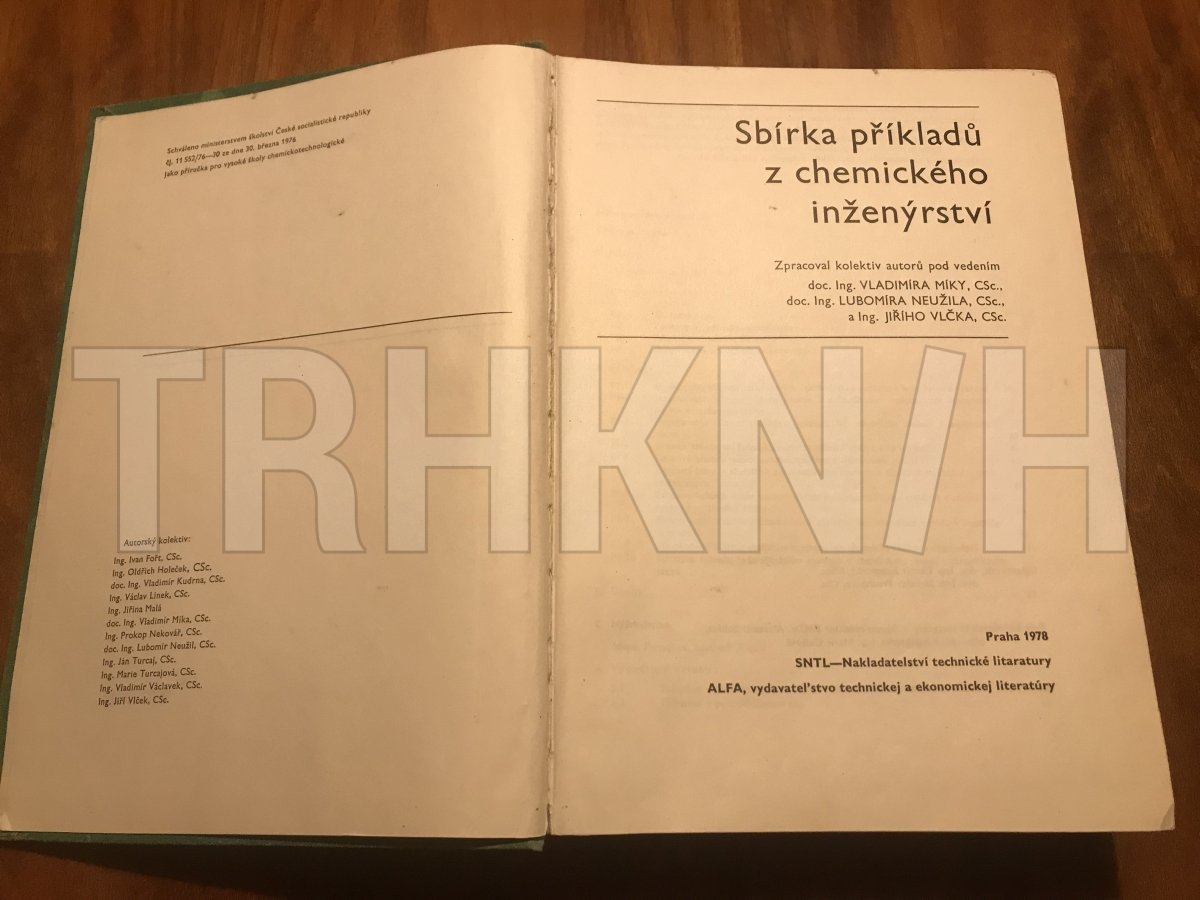 Schváleno ministerstvem školství České socialistické republiky
čj. 11 552/76—30 ze dne 30. března 1976
jako příručka pro vysoké školy chemickotechnologické
Autorský kolektiv:
Ing. Ivan Fořt, CSc.
Ing. Oldřich Holeček, CSc.
doc. Ing. Vladimír Kudrna, CSc.
Ing. Václav Linek, CSc.
Ing. Jiřina Malá
doc. Ing. Vladimír Míka, CSc.
Ing. Prokop Nekovář, CSc.
doc. Ing. Lubomír Neužil, CSc.
Ing. Ján Turcaj, CSc.
Ing. Marie Turcajová, CSc.
Ing. Vladimír Václavek, CSc.
Ing. Jiří Vlček, CSc.
Sbírka příkladů
z chemického
inženýrství
Zpracoval kolektiv autorů pod vedením
doc. Ing. VLADIMÍRA MÍKY, CSc.,
doc. Ing. LUBOMÍRA NEUŽILA, CSc.,
a Ing. JIŘÍHO VLČKA, CSc.
TRHKN/H
Praha 1978
SNTL—Nakladatelství technické litaratury
ALFA, vydavateľstvo technickej a ekonomickej literatúry